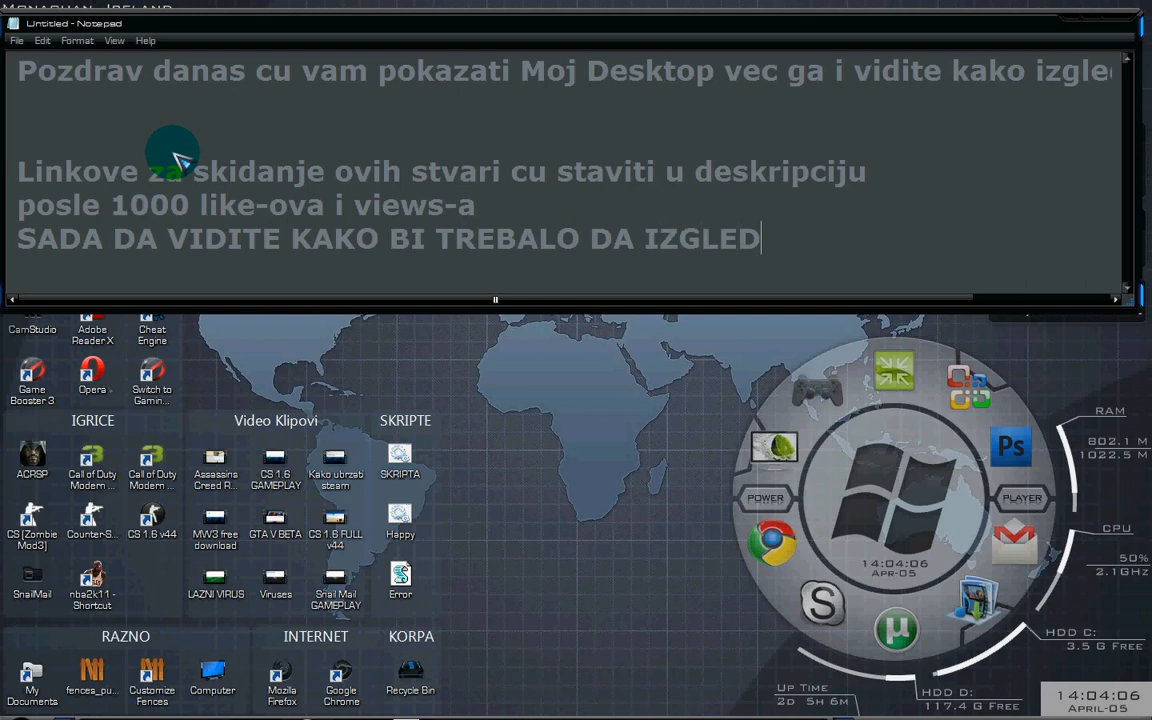 Untitled - Notepad
File Edit Format View Help
Pozdrav danas cu vam pokazati Moj Desktop vec ga i vidite kako
Linkove za skidanje ovih stvari cu staviti u deskripciju
posle 1000 like-ova i views-a
SADA DA VIDITE KAKO BI TREBALO DA IZGLED
CamStudio
Adobe Reader X
Cheat Engine
Game Booster 3
Opera
Switch to Gamin...
IGRICE
Video Klipovi
SKRIPTE
ACRSP
Call of Duty Modern ...
Call of Duty Modern ...
Assassins Creed R...
CS 1.6 GAMEPLAY
Kako ubrzati steam
SKRIPTA
CS [Zombie Mod3]
Counter-S...
CS 1.6 v44
MW3 free download
GTA V BETA
CS 1.6 FULL v44
Happy
SnailMail
nba2k11 - Shortcut
LAZNI VIRUS
Viruses
Snail Mail GAMEPLAY
Error
RAZNO
INTERNET
KORPA
My Documents
fences_pu...
Customize Fences
Computer
Mozilla Firefox
Google Chrome
Recycle Bin
POWER
PLAYER
Ps
14:04:06
Apr-05
RAM
802.1 M
1022.5 M
CPU
50%
2.1GHz
HDD C:
3.5 G Free
HDD D:
117.4 G Free
Up Time
2d 5h 6m
14:04:06
April-05